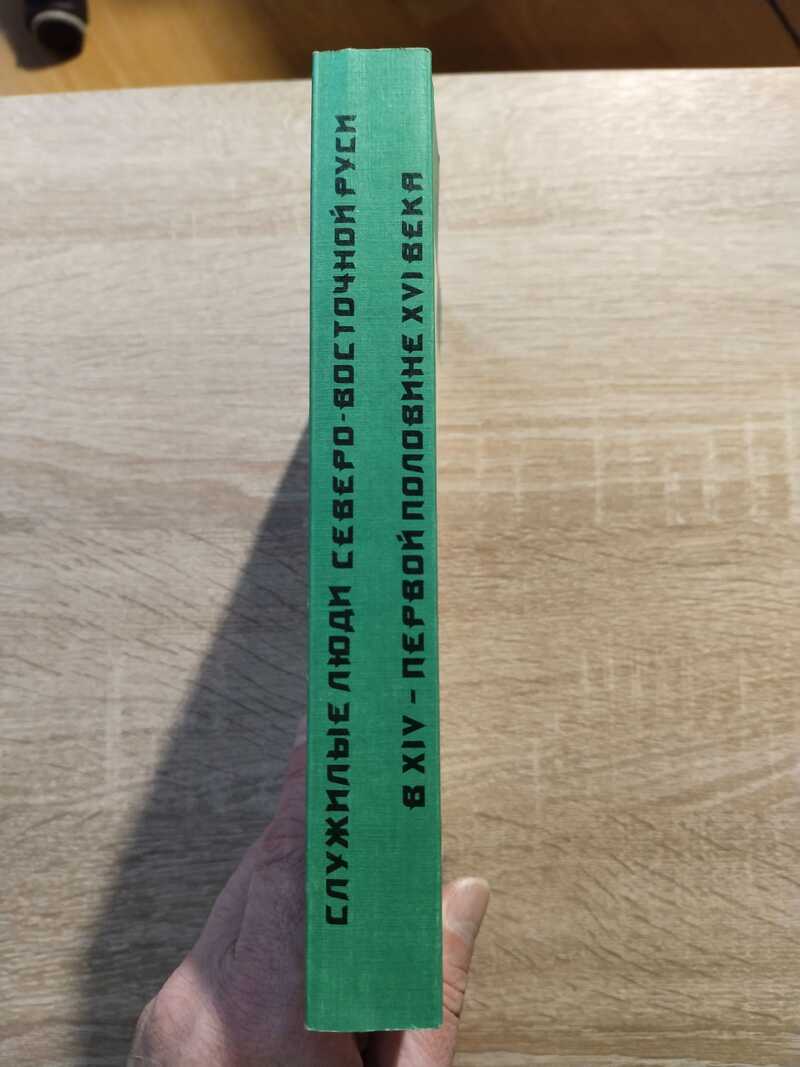 СЛУЖИЛЫЕ ЛЮДИ СЕВЕРО-ВОСТОЧНОЙ РУСИ
В XIV – ПЕРВОЙ ПОЛОВИНЕ XVI ВЕКА